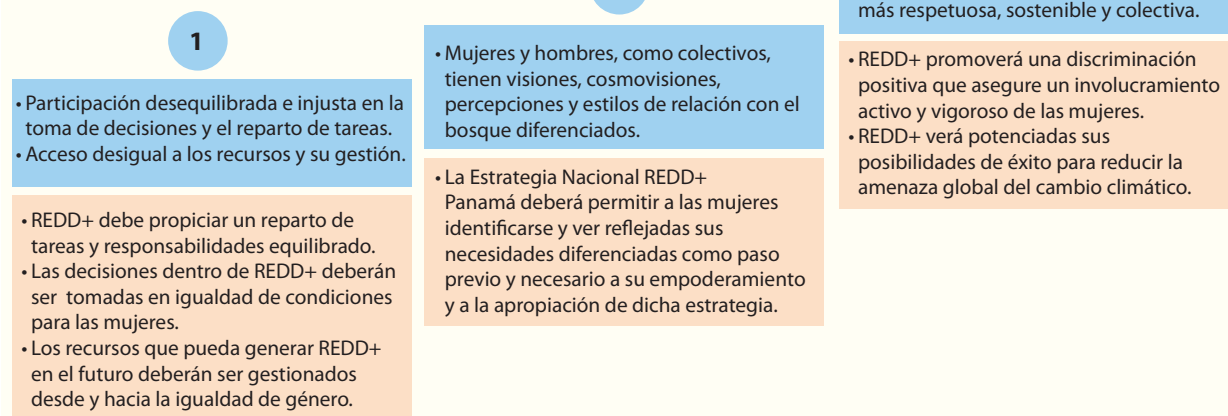 1
• Participación desequilibrada e injusta en la
toma de decisiones y el reparto de tareas.
• Acceso desigual a los recursos y su gestión.
• REDD+ debe propiciar un reparto de
tareas y responsabilidades equilibrado.
• Las decisiones dentro de REDD+ deberán
ser tomadas en igualdad de condiciones
para las mujeres.
• Los recursos que pueda generar REDD+
en el futuro deberán ser gestionados
desde y hacia la igualdad de género.
• Mujeres y hombres, como colectivos,
tienen visiones, cosmovisiones,
percepciones y estilos de relación con el
bosque diferenciados.
• La Estrategia Nacional REDD+
Panamá deberá permitir a las mujeres
identificarse y ver reflejadas sus
necesidades diferenciadas como paso
previo y necesario a su empoderamiento
y a la apropiación de dicha estrategia.
más respetuosa, sostenible y colectiva.
• REDD+ promoverá una discriminación
positiva que asegure un involucramiento
activo y vigoroso de las mujeres.
• REDD+ verá potenciadas sus
posibilidades de éxito para reducir la
amenaza global del cambio climático.